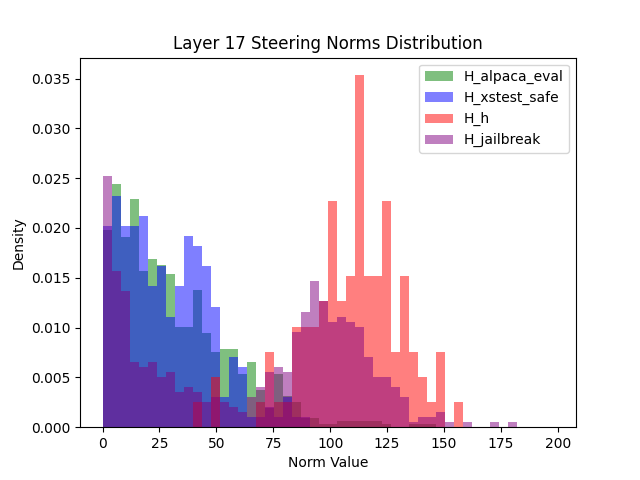 Layer 17 Steering Norms Distribution
H_alpaca_eval
H_xstest_safe
H_h
H_jailbreak
0.035
0.030
0.025
0.020
0.015
0.010
0.005
0.000
Density
0 25 50 75 100 125 150 175 200
Norm Value